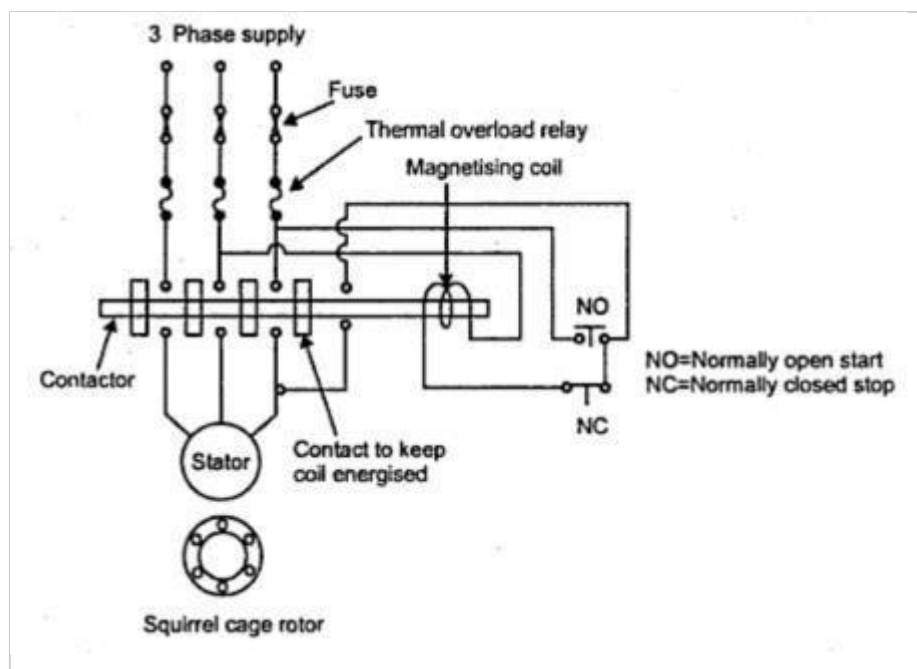 3 Phase supply
Fuse
Thermal overload relay
Magnetising coil
NO
NO=Normally open start
NC=Normally closed stop
NC
Contactor
Stator
Contact to keep
coil energised
Squirrel cage rotor